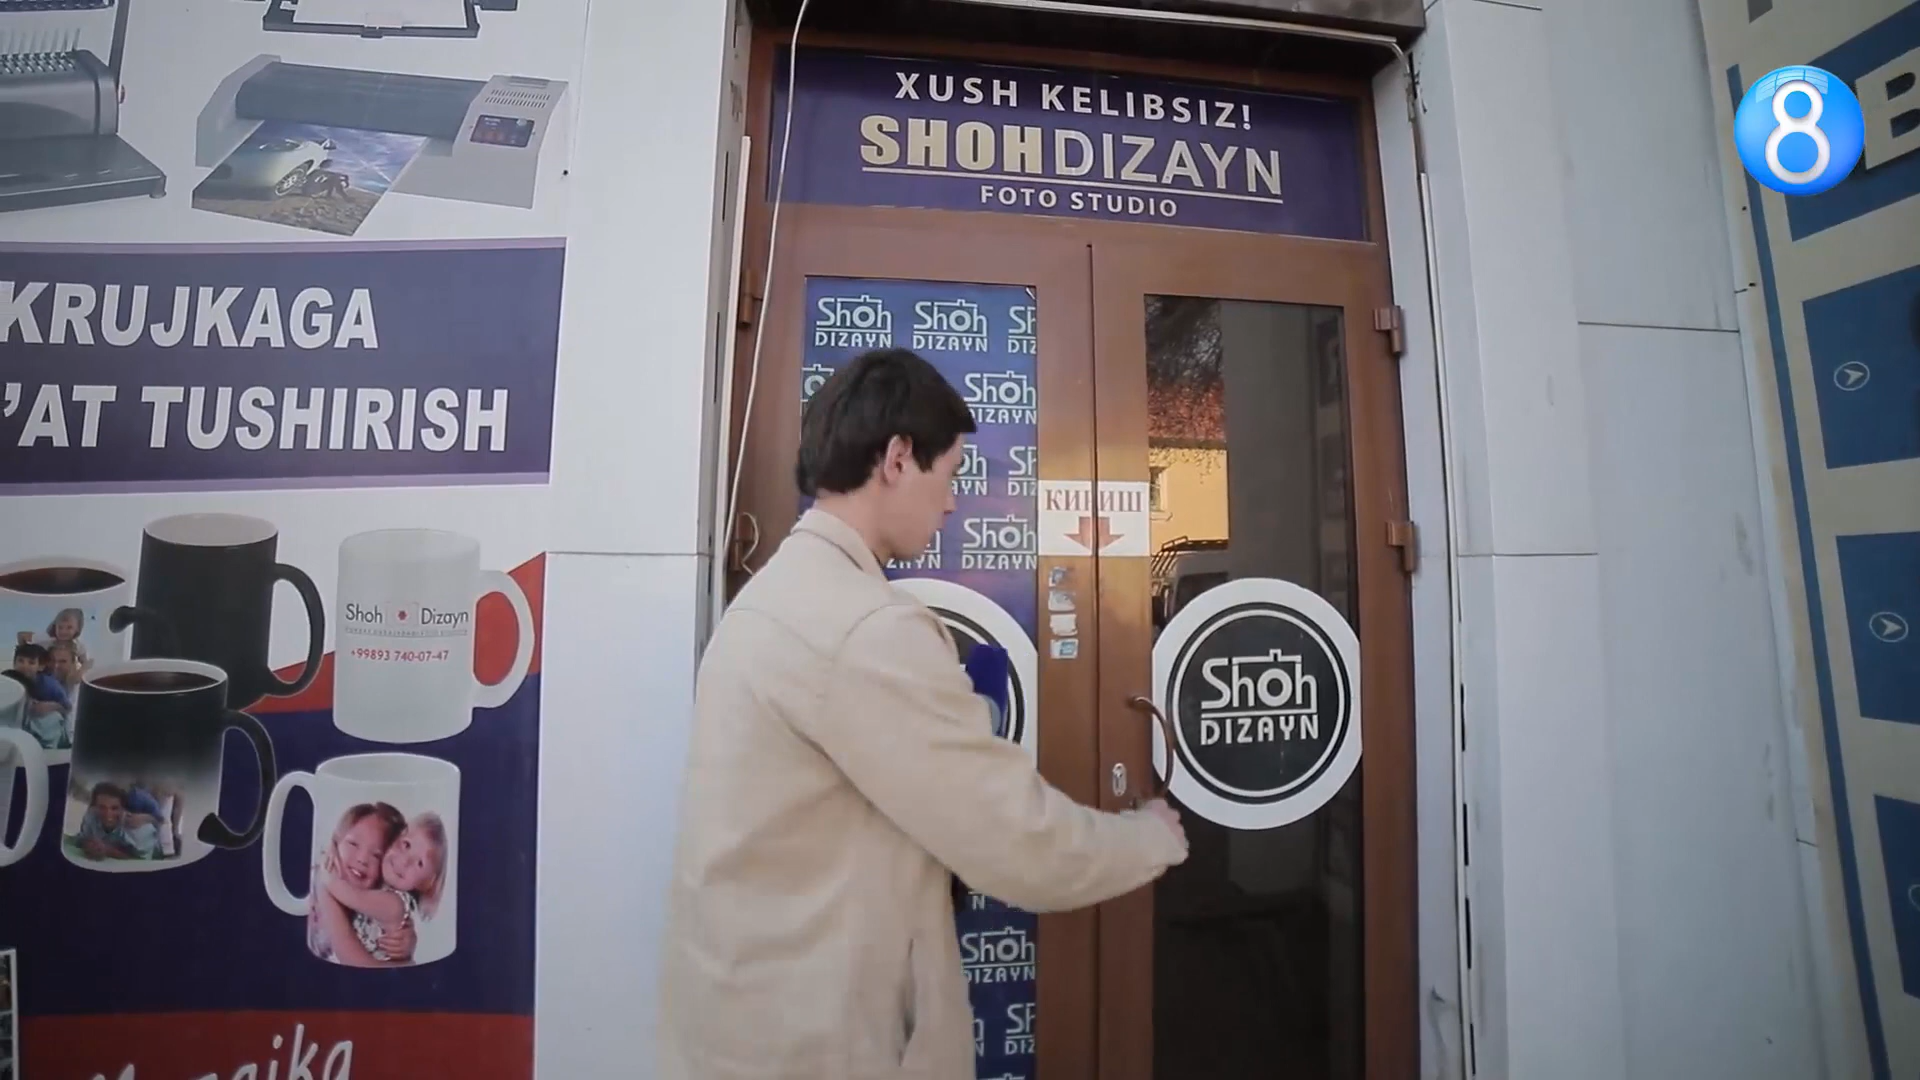 XUSH KELIBSIZ!
SHOHDIZAYN
FOTO STUDIO
8
KRUJKAGA
'AT TUSHIRISH
Shoh Dizayn
+99893 740-07-47
Shoh
DIZAYN
Shoh
DIZAYN
Shoh
DIZAYN
Shoh
DIZAYN
Shoh
DIZAYN
КИРИШ
Shoh
DIZAYN